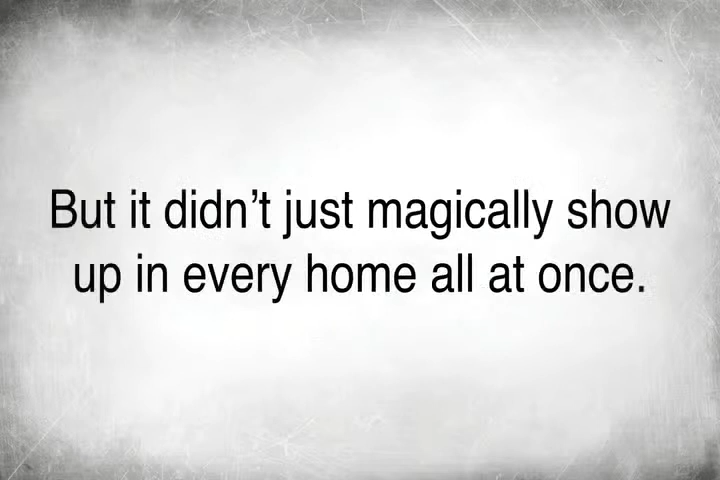 But it didn’t just magically show
up in every home all at once.